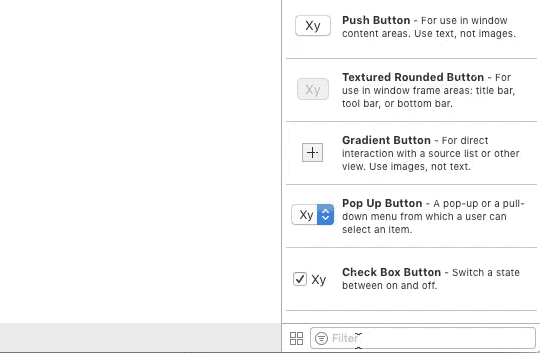 Xy
Push Button - For use in window
content areas. Use text, not images.
Xy
Textured Rounded Button - For
use in window frame areas: title bar,
tool bar, or bottom bar.
Gradient Button - For direct
interaction with a source list or other
view. Use images, not text.
Xy
Pop Up Button - A pop-up or a pull-
down menu from which a user can
select an item.
Xy
Check Box Button - Switch a state
between on and off.
Filter